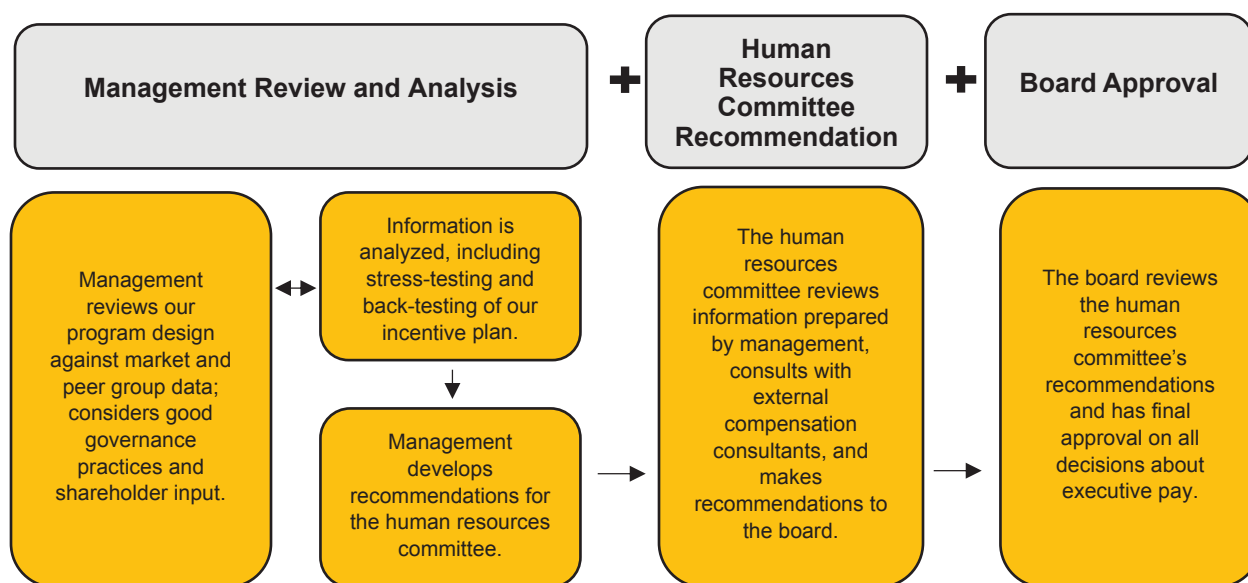 Management Review and Analysis
+
Human
Resources
Committee
Recommendation
+
Board Approval
Management
reviews our
program design
against market and
peer group data;
considers good
governance
practices and
shareholder input.
Information is
analyzed, including
stress-testing and
back-testing of our
incentive plan.
Management
develops
recommendations for
the human resources
committee.
The human
resources
committee reviews
information prepared
by management,
consults with
external
compensation
consultants, and
makes
recommendations to
the board.
The board reviews
the human
resources
committee’s
recommendations
and has final
approval on all
decisions about
executive pay.